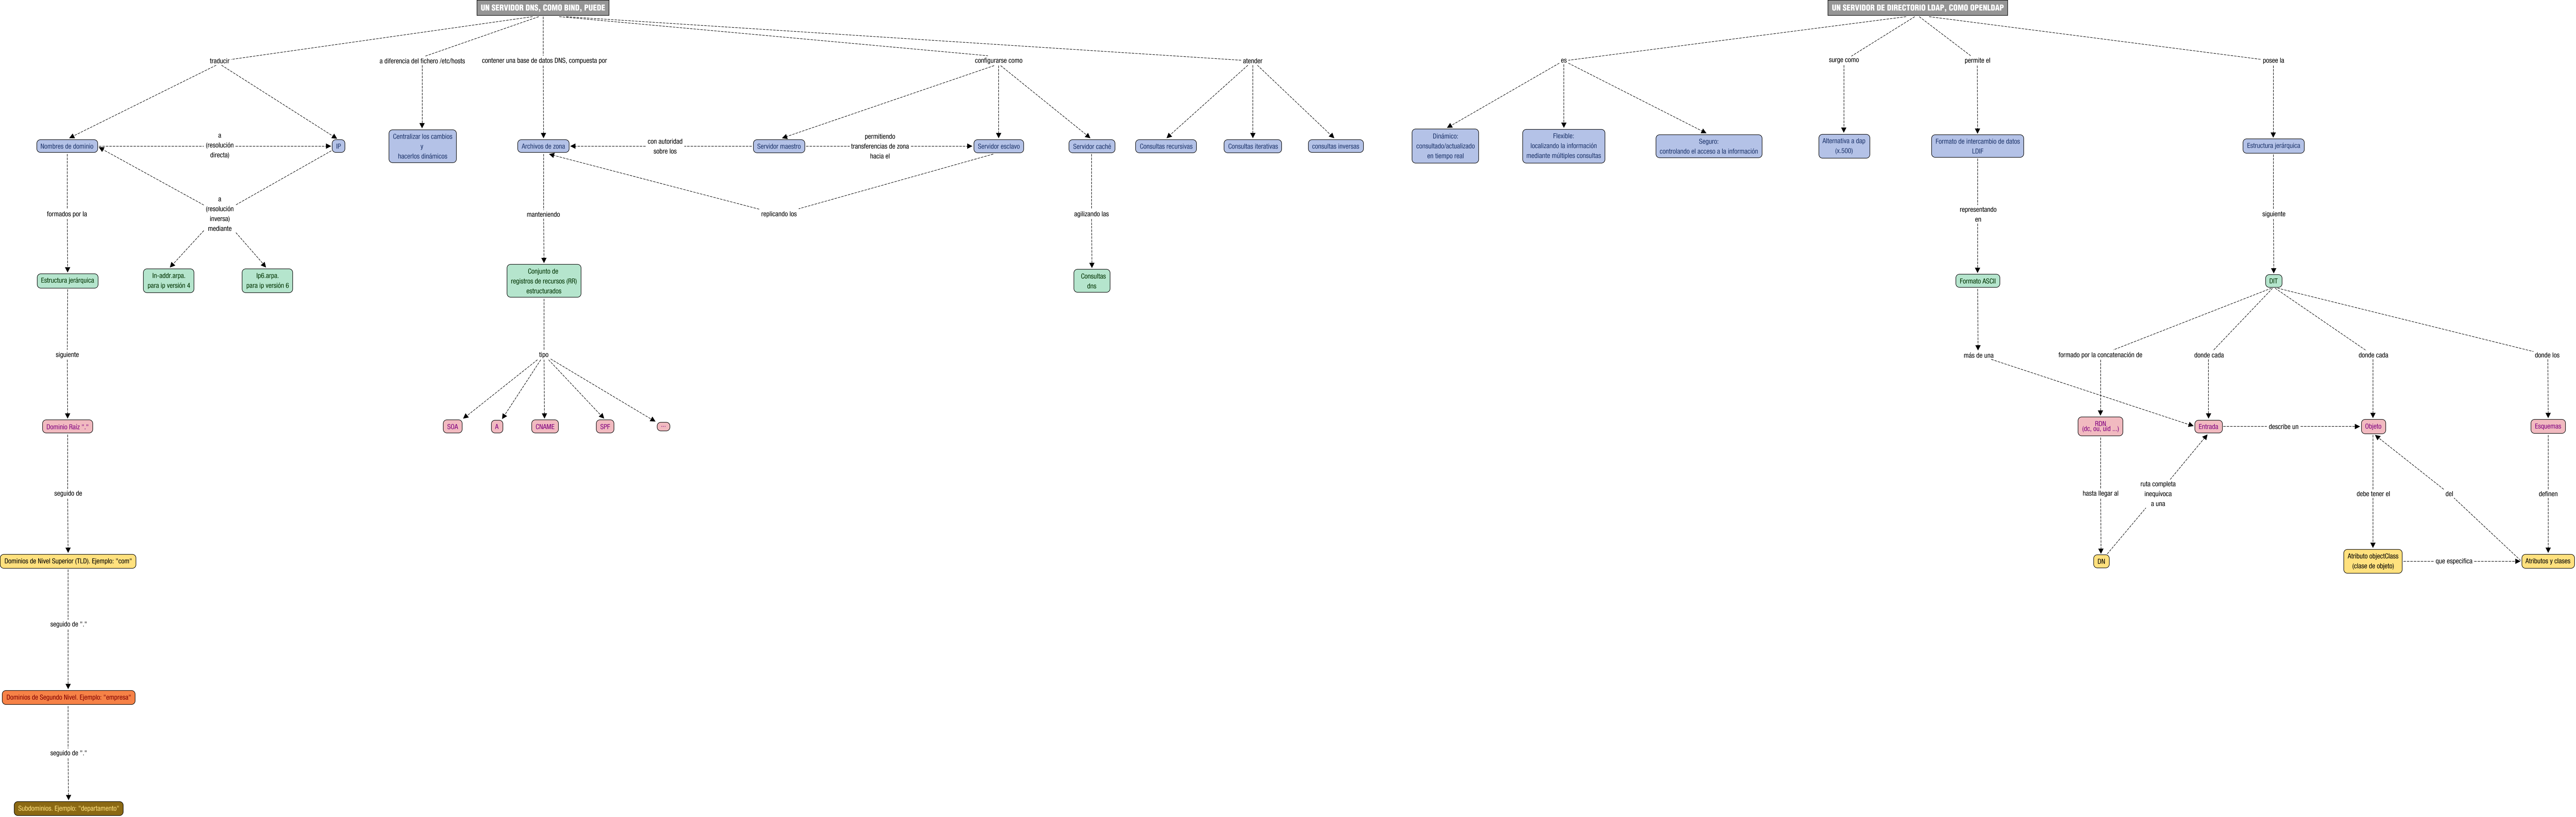 UN SERVIDOR DNS, COMO BIND, PUEDE
traducir
a diferencia del fichero /etc/hosts
contener una base de datos DNS, compuesta por
configurarse como
atender
Nombres de dominio
a
(resolución
directa)
IP
Centralizar los cambios
y
hacerlos dinámicos
Archivos de zona
con autoridad
sobre los
Servidor maestro
permitiendo
transferencias de zona
hacia el
Servidor esclavo
Servidor caché
Consultas recursivas
Consultas iterativas
consultas inversas
formados por la
a
(resolución
inversa)
mediante
manteniendo
replicando los
agilizando las
Estructura jerárquica
In-addr.arpa.
para ip versión 4
Ip6.arpa.
para ip versión 6
Conjunto de
registros de recursos (RR)
estructurados
Consultas
dns
siguiente
tipo
Dominio Raíz "."
SOA
A
CNAME
SPF
...
seguido de
Dominios de Nivel Superior (TLD). Ejemplo: "com"
seguido de "."
Dominios de Segundo Nivel. Ejemplo: "empresa"
seguido de "."
Subdominios. Ejemplo: "departamento"
UN SERVIDOR DE DIRECTORIO LDAP, COMO OPENLDAP
es
surge como
permite el
posee la
Dinámico:
consultado/actualizado
en tiempo real
Flexible:
localizando la información
mediante múltiples consultas
Seguro:
controlando el acceso a la información
Alternativa a dap
(x.500)
Formato de intercambio de datos
LDIF
Estructura jerárquica
representando
en
siguiente
Formato ASCII
DIT
más de una
formado por la concatenación de
donde cada
donde cada
donde los
RDN
(dc, ou, uid ...)
Entrada
describe un
Objeto
Esquemas
hasta llegar al
ruta completa
inequívoca
a una
debe tener el
del
definen
DN
Atributo objectClass
(clase de objeto)
que especifica
Atributos y clases